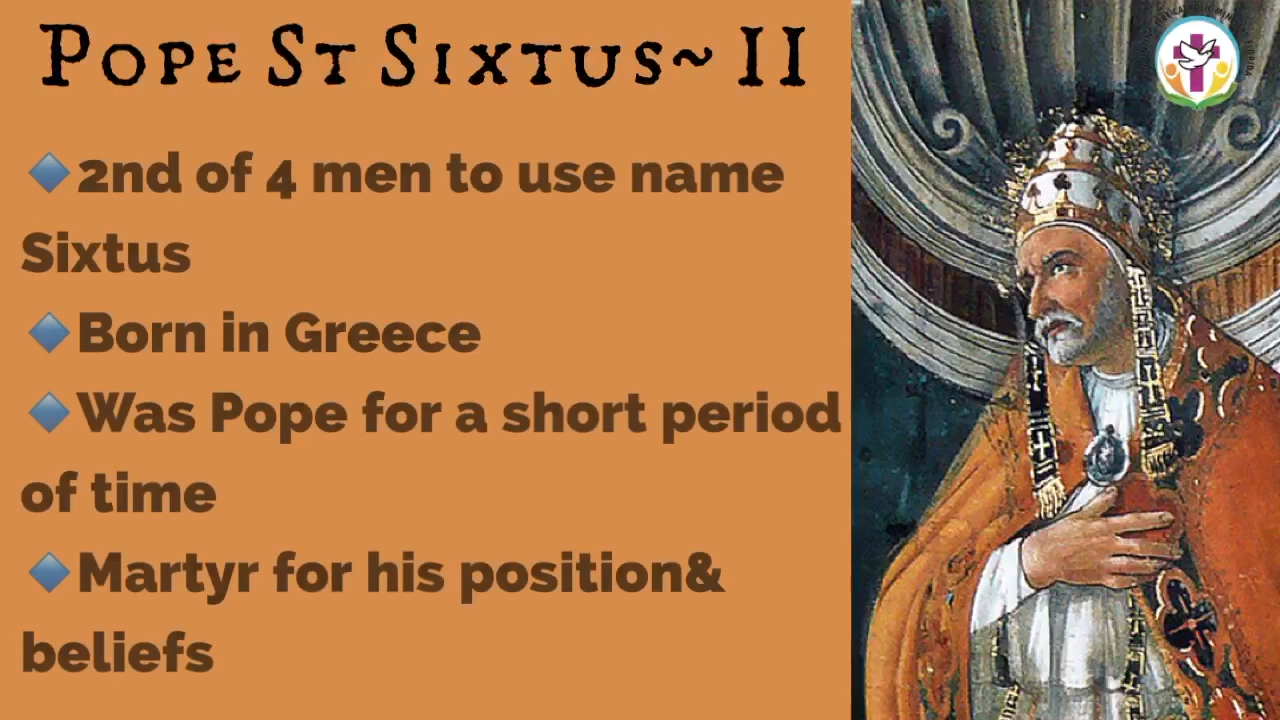 Pope St Sixtus~ II
🔹2nd of 4 men to use name
Sixtus
🔹Born in Greece
🔹Was Pope for a short period
of time
🔹Martyr for his position&
beliefs